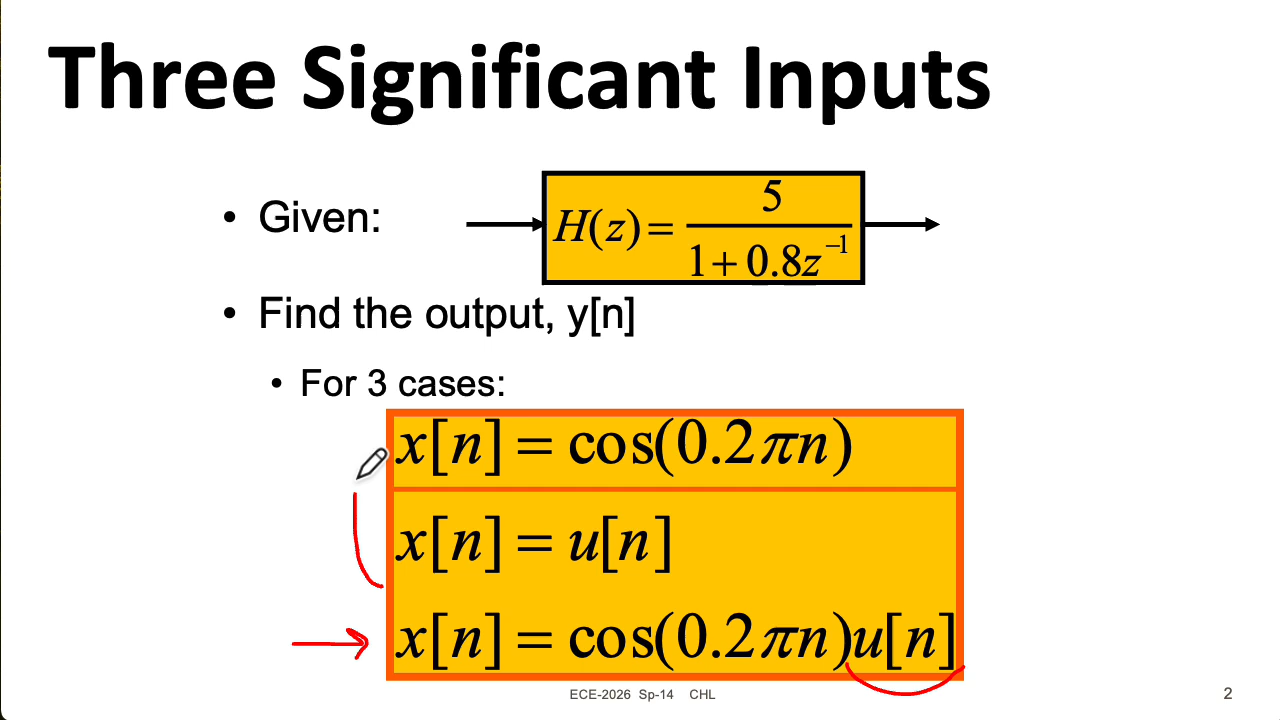 Three Significant Inputs
• Given:
H(z) = 5 / (1 + 0.8z⁻¹)
• Find the output, y[n]
• For 3 cases:
x[n] = cos(0.2πn)
x[n] = u[n]
x[n] = cos(0.2πn)u[n]
ECE-2026 Sp-14 CHL
2